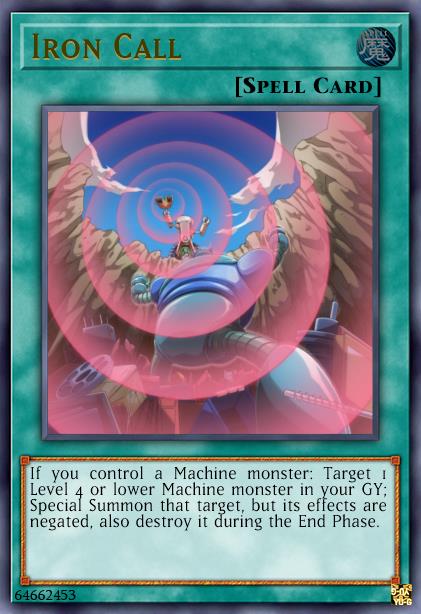 Iron Call
魔
[Spell Card]
If you control a Machine monster: Target 1
Level 4 or lower Machine monster in your GY;
Special Summon that target, but its effects are
negated, also destroy it during the End Phase.
64662453